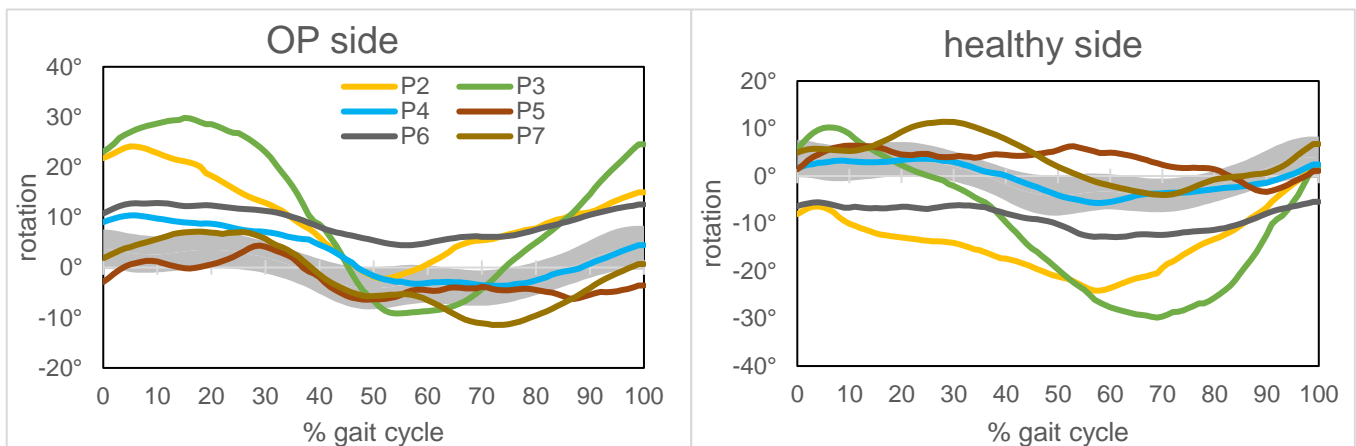 OP side
rotation
40°
30°
20°
10°
0°
-10°
-20°
P2 P3
P4 P5
P6 P7
0 10 20 30 40 50 60 70 80 90 100
% gait cycle
healthy side
rotation
20°
10°
0°
-10°
-20°
-30°
-40°
0 10 20 30 40 50 60 70 80 90 100
% gait cycle